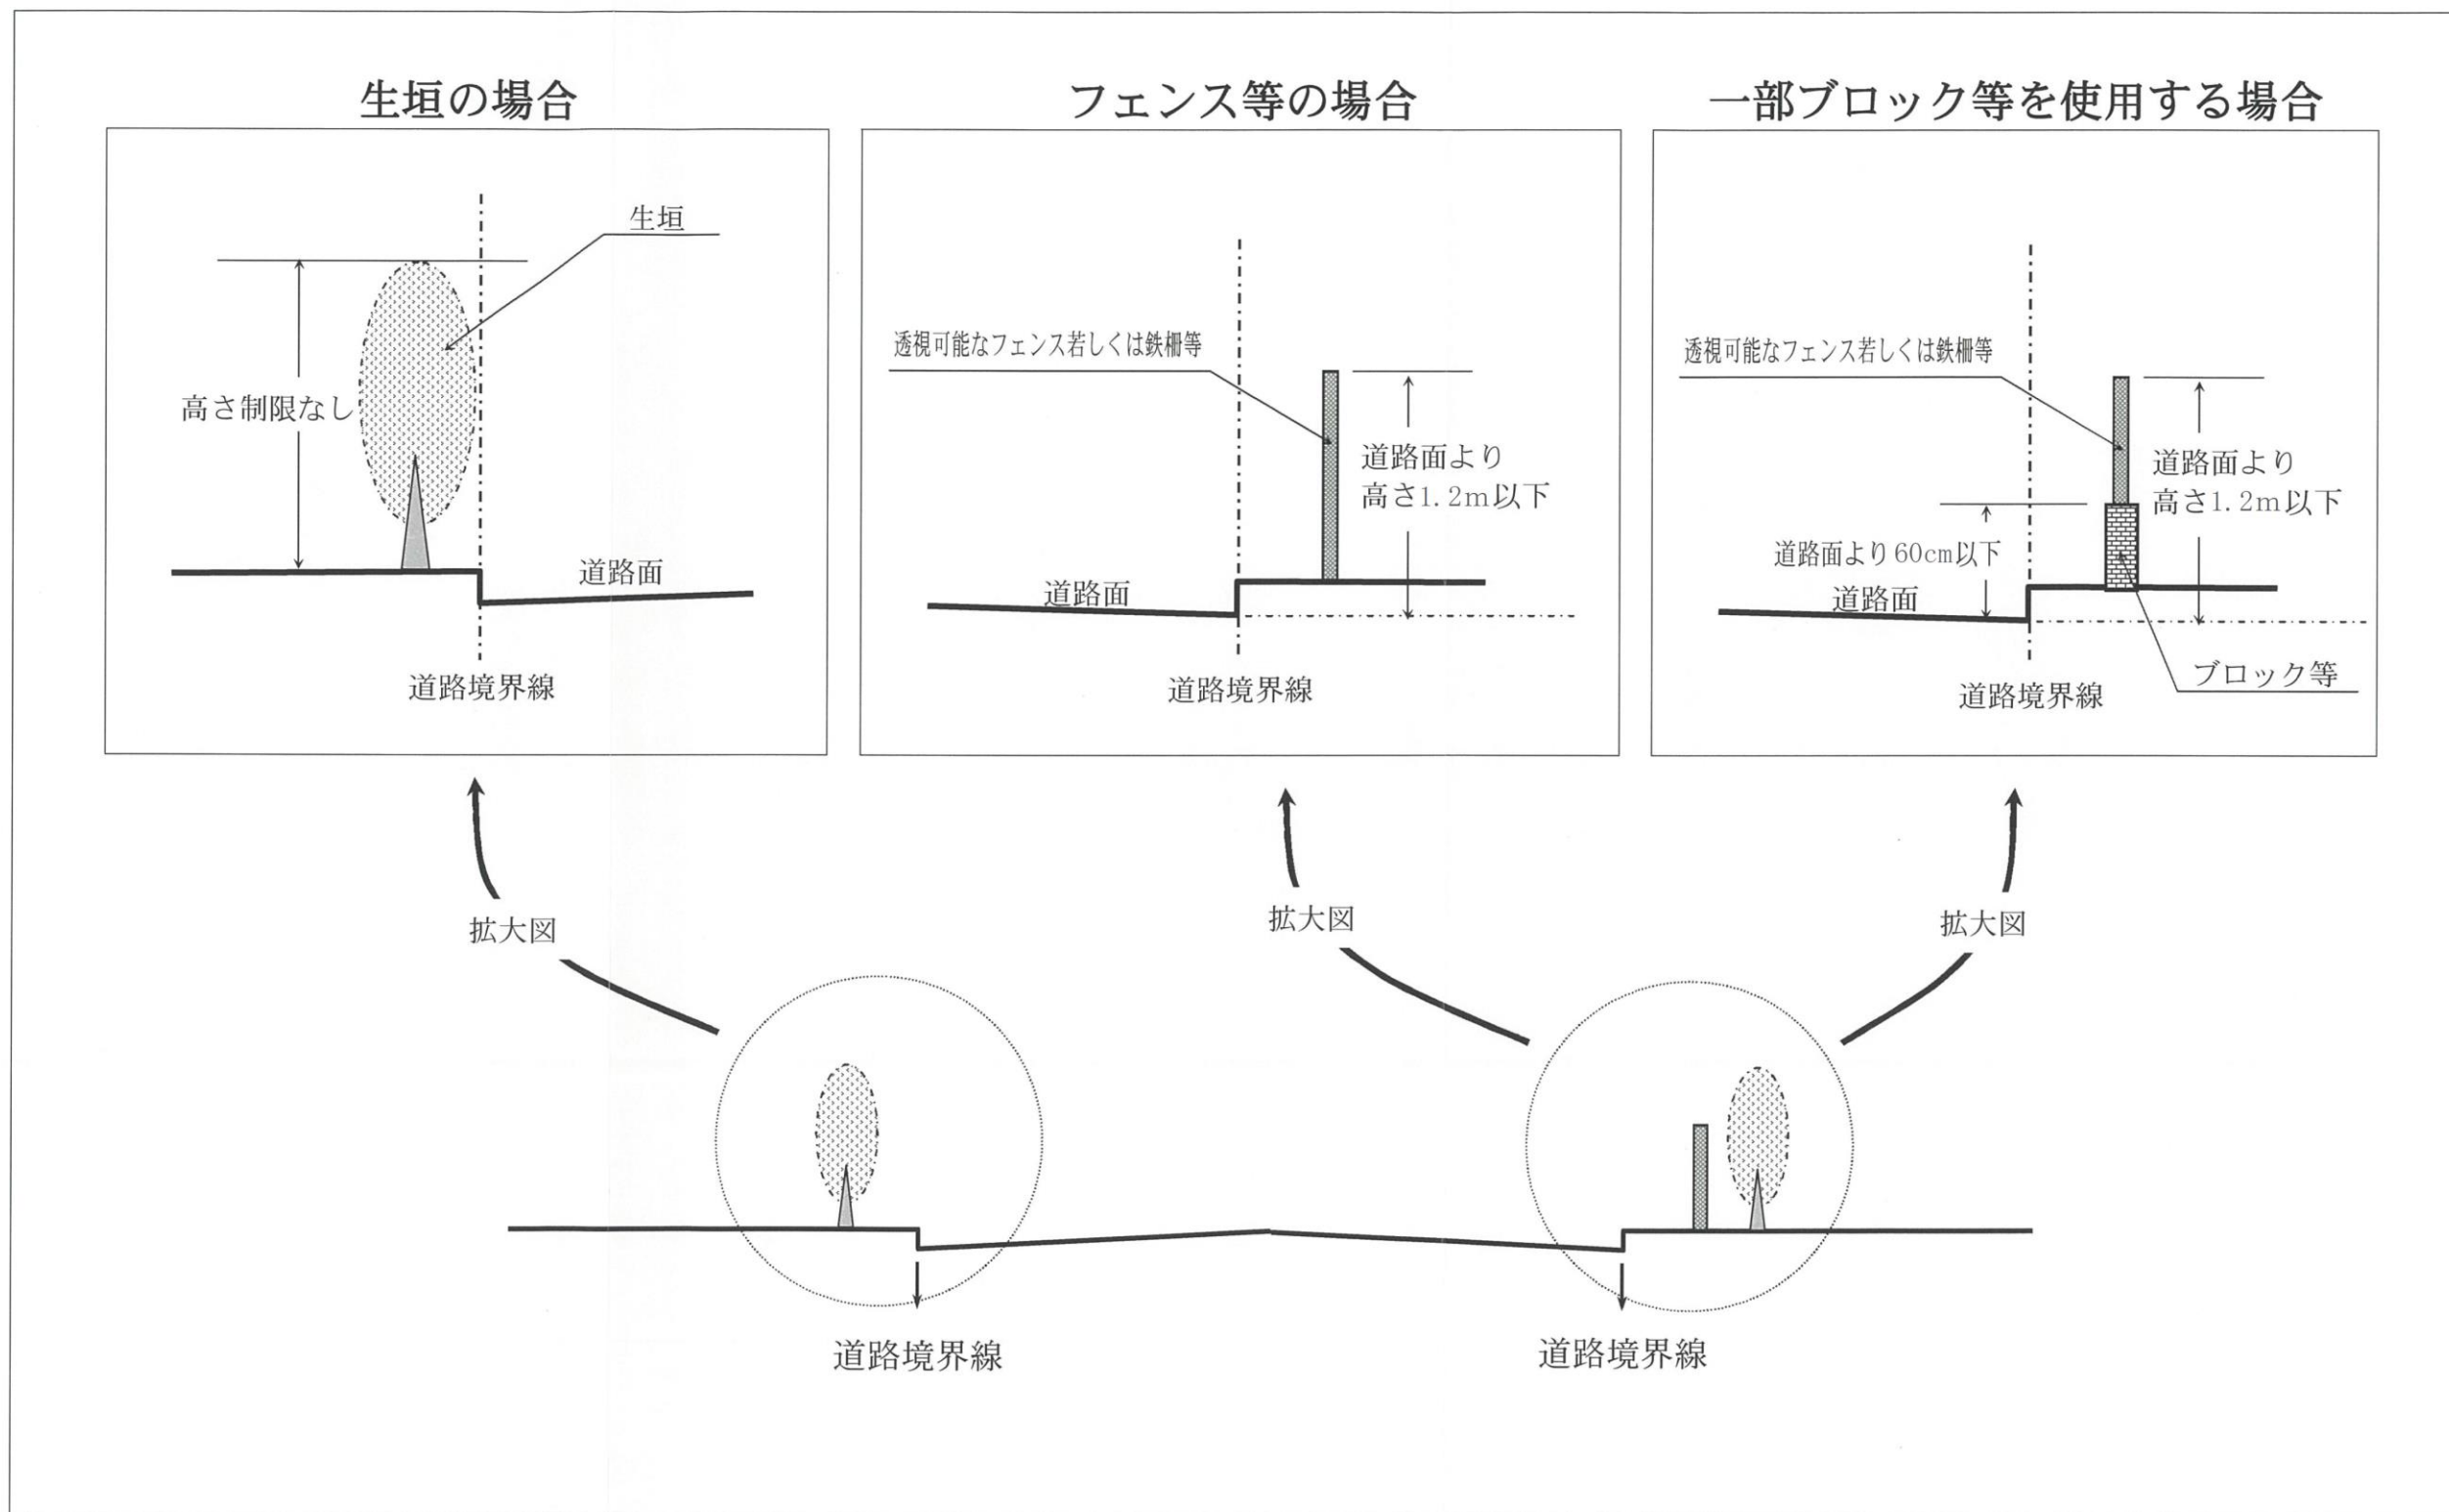 生垣の場合
生垣
高さ制限なし
道路面
道路境界線
フェンス等の場合
透視可能なフェンス若しくは鉄柵等
道路面より
高さ1.2m以下
道路面
道路境界線
一部ブロック等を使用する場合
透視可能なフェンス若しくは鉄柵等
道路面より
高さ1.2m以下
道路面より60cm以下
道路面
ブロック等
道路境界線
拡大図
拡大図
拡大図
道路境界線
道路境界線